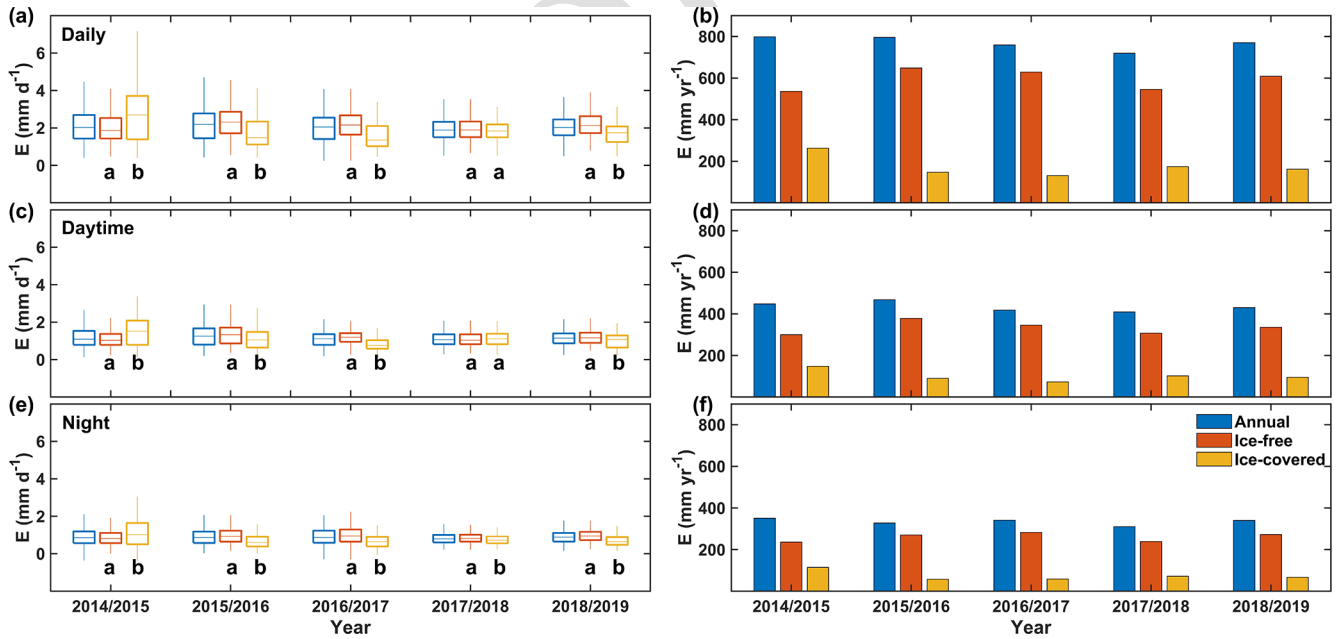 (a)
Daily
E (mm d-1)
6
4
2
0
a b a b a b a a a b
(b)
E (mm yr-1)
800
600
400
200
(c)
Daytime
E (mm d-1)
6
4
2
0
a b a b a b a a a b
(d)
E (mm yr-1)
800
600
400
200
(e)
Night
E (mm d-1)
6
4
2
0
a b a b a b a b a b
2014/2015 2015/2016 2016/2017 2017/2018 2018/2019
Year
(f)
E (mm yr-1)
800
600
400
200
Annual
Ice-free
Ice-covered
2014/2015 2015/2016 2016/2017 2017/2018 2018/2019
Year